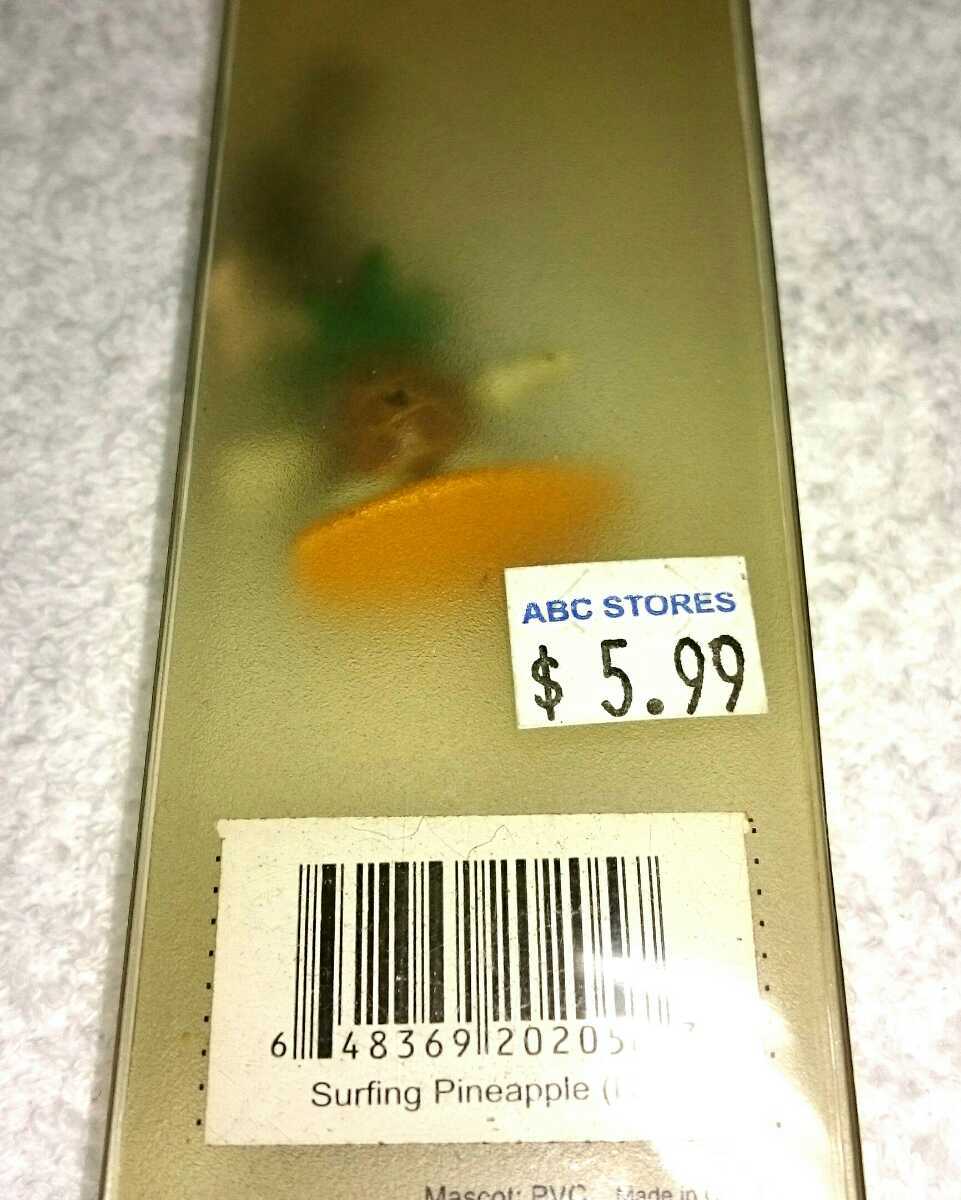 ABC STORES
$ 5.99
6 48369 20205
Surfing Pineapple (
Mascot: PVC Made in